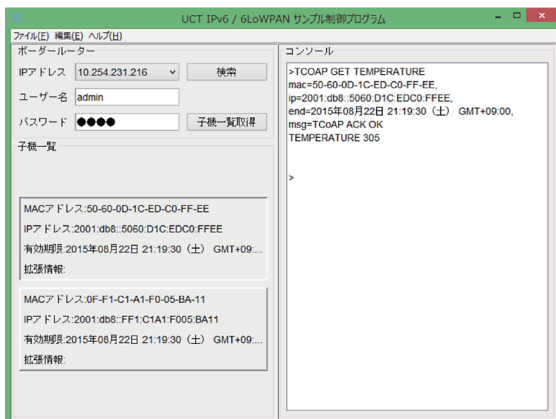 UCT IPv6 / 6LoWPAN サンプル制御プログラム
ファイル(F) 編集(E) ヘルプ(H)
ボーダールーター
IPアドレス 10.254.231.216 検索
ユーザー名 admin
パスワード ●●●● 子機一覧取得
子機一覧
MACアドレス:50-60-0D-1C-ED-C0-FF-EE
IPアドレス:2001:db8::5060:D1C:EDC0:FFEE
有効期限:2015年08月22日 21:19:30（土） GMT+09:...
拡張情報:
MACアドレス:0F-F1-C1-A1-F0-05-BA-11
IPアドレス:2001:db8::FF1:C1A1:F005:BA11
有効期限:2015年08月22日 21:19:30（土） GMT+09:...
拡張情報:
コンソール
>TCOAP GET TEMPERATURE
mac=50-60-0D-1C-ED-C0-FF-EE,
ip=2001:db8::5060:D1C:EDC0:FFEE,
end=2015年08月22日 21:19:30（土） GMT+09:00,
msg=TCoAP ACK OK
TEMPERATURE 305
>